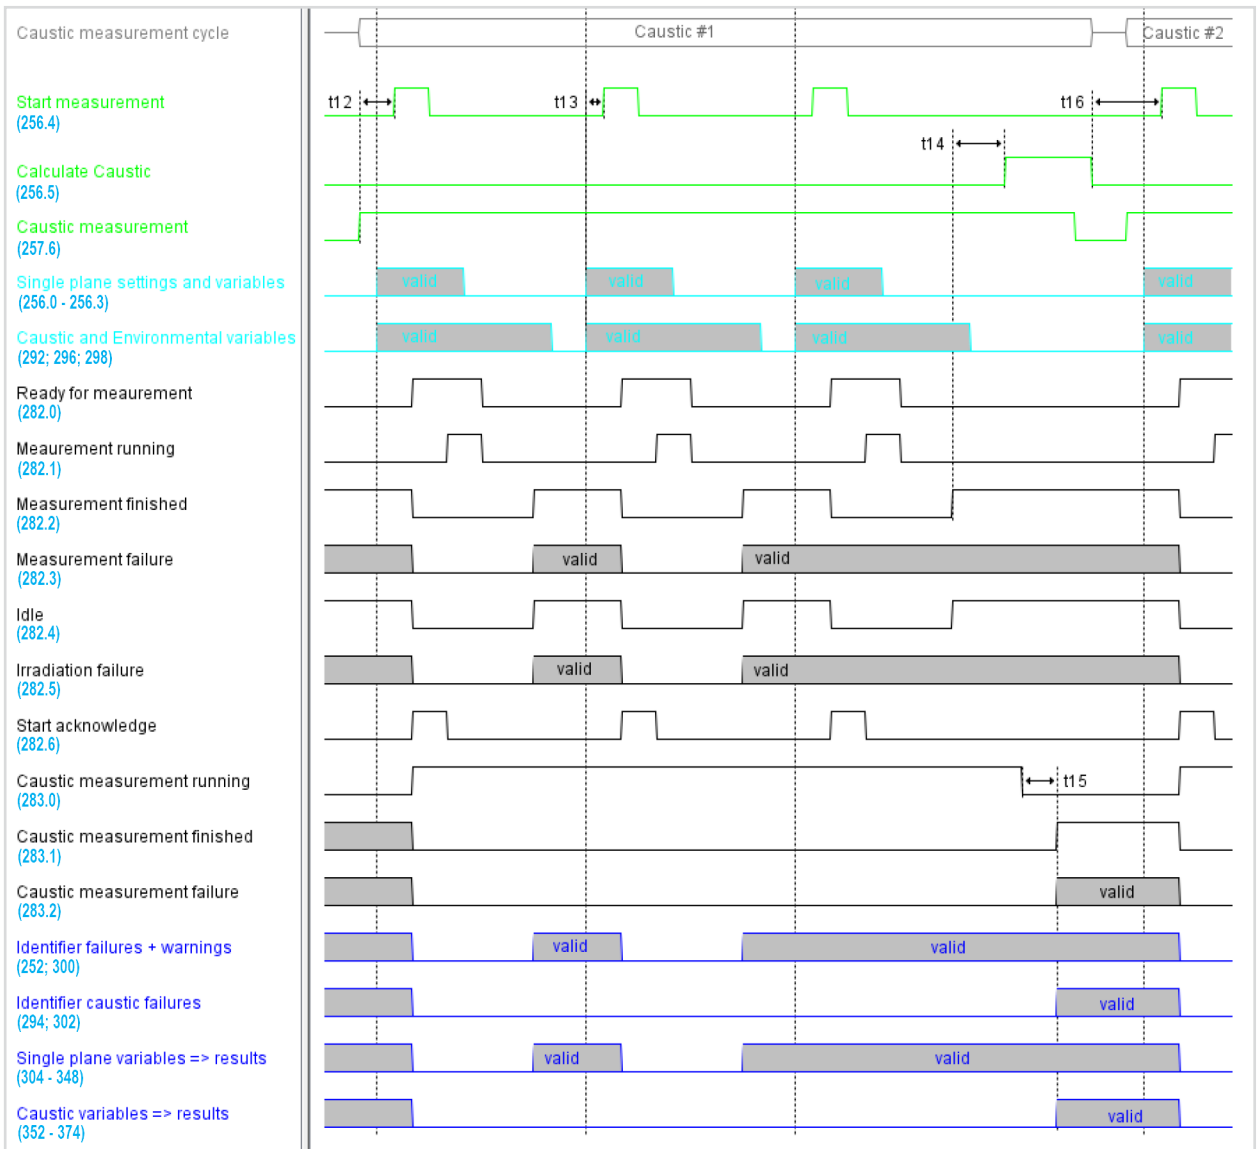 Caustic measurement cycle
Caustic #1
Caustic #2
Start measurement
(256.4)
t12
t13
t16
Calculate Caustic
(256.5)
t14
Caustic measurement
(257.6)
Single plane settings and variables
(256.0 - 256.3)
valid
valid
valid
valid
Caustic and Environmental variables
(292; 296; 298)
valid
valid
valid
valid
Ready for meaurement
(282.0)
Meaurement running
(282.1)
Measurement finished
(282.2)
Measurement failure
(282.3)
valid
valid
Idle
(282.4)
Irradiation failure
(282.5)
valid
valid
Start acknowledge
(282.6)
Caustic measurement running
(283.0)
t15
Caustic measurement finished
(283.1)
Caustic measurement failure
(283.2)
valid
Identifier failures + warnings
(252; 300)
valid
valid
Identifier caustic failures
(294; 302)
valid
Single plane variables => results
(304 - 348)
valid
valid
Caustic variables => results
(352 - 374)
valid